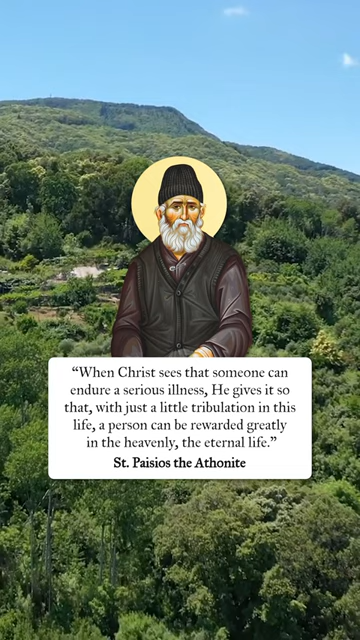 “When Christ sees that someone can
endure a serious illness, He gives it so
that, with just a little tribulation in this
life, a person can be rewarded greatly
in the heavenly, the eternal life.”
St. Paisios the Athonite